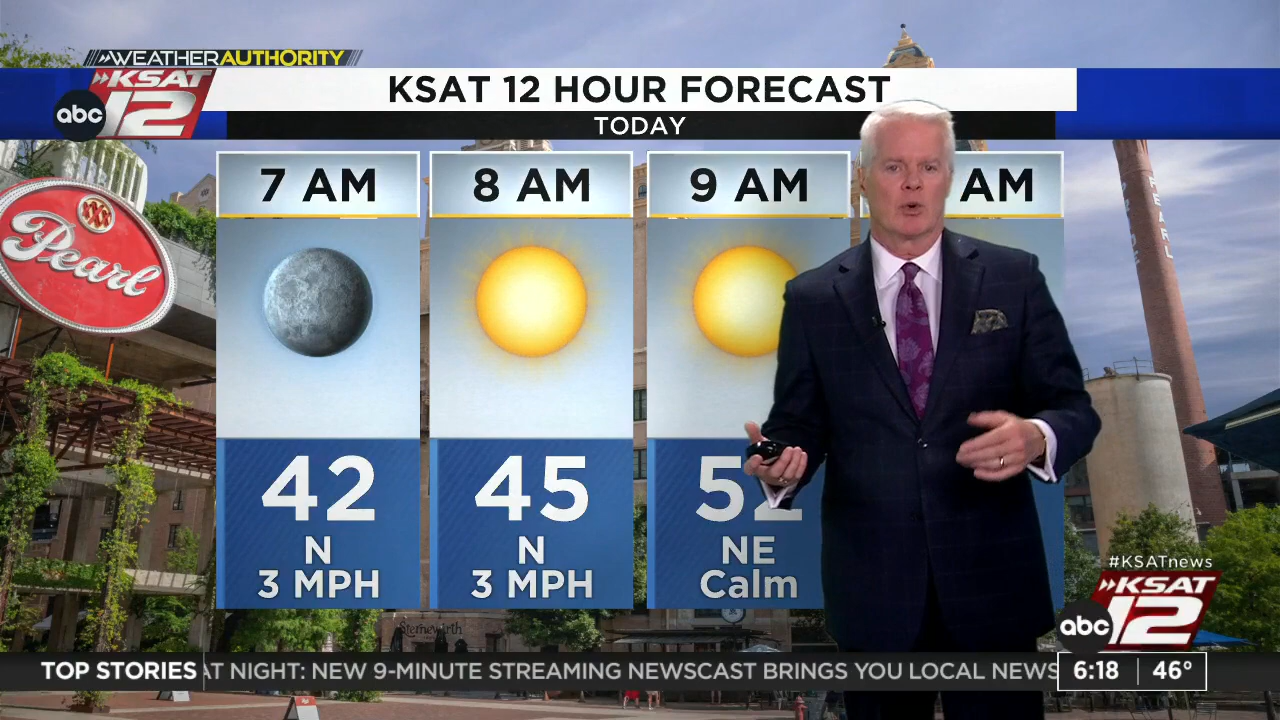 WEATHERAUTHORITY
KSAT
abc 12
KSAT 12 HOUR FORECAST
TODAY
7 AM
8 AM
9 AM
AM
Pearl
PEARL
42
45
52
N
N
NE
3 MPH
3 MPH
Calm
#KSATnews
KSAT
abc 12
Sternewirth
TOP STORIES
AT NIGHT: NEW 9-MINUTE STREAMING NEWSCAST BRINGS YOU LOCAL NEWS
6:18
46°